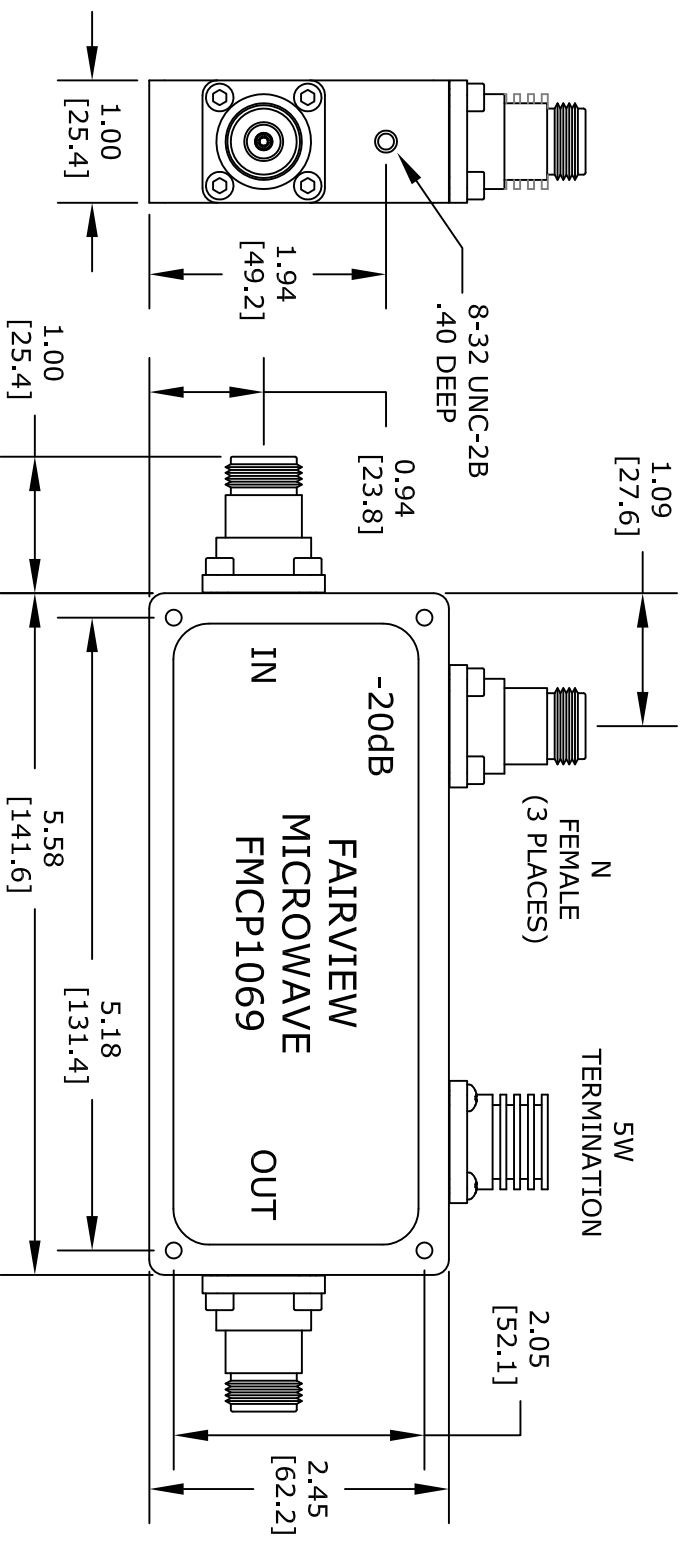 1.09
[27.6]
N
FEMALE
(3 PLACES)
5W
TERMINATION
8-32 UNC-2B
.40 DEEP
2.05
[52.1]
0.94
[23.8]
-20dB
FAIRVIEW
MICROWAVE
FMCP1069
IN
OUT
1.94
[49.2]
2.45
[62.2]
1.00
[25.4]
5.18
[131.4]
1.00
[25.4]
5.58
[141.6]